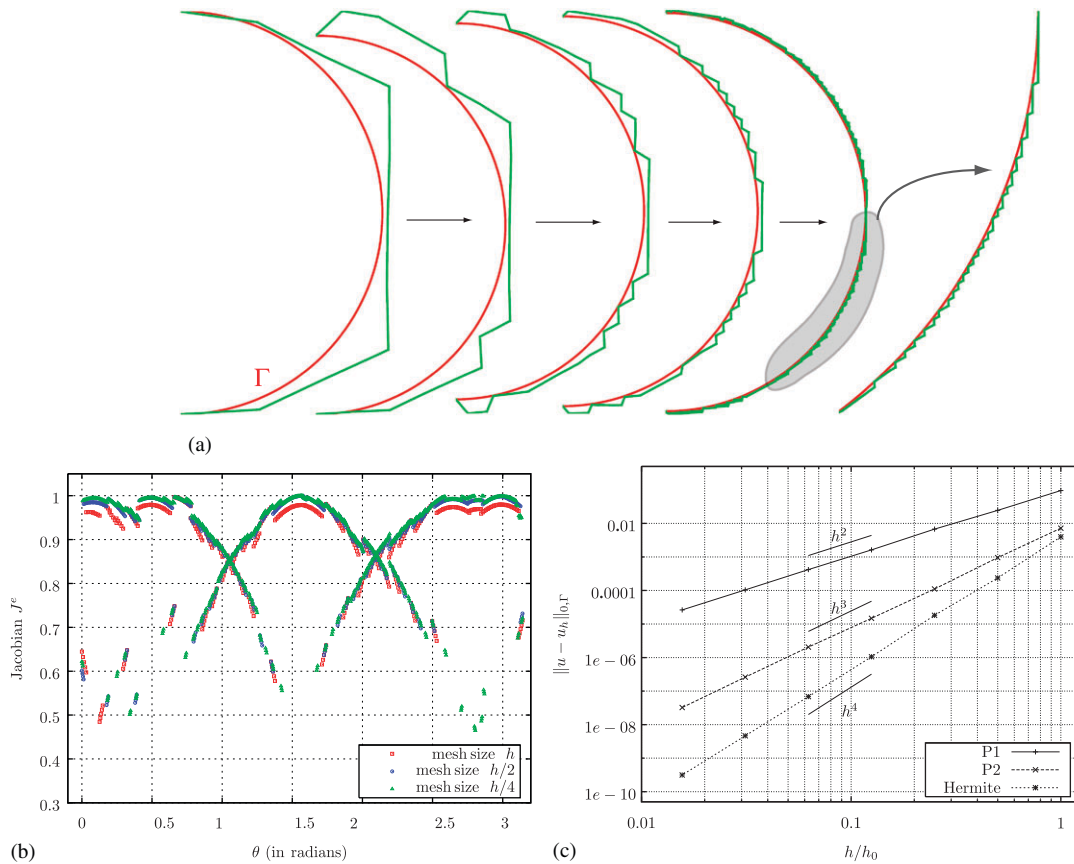 Γ
(a)
1
0.9
0.8
0.7
0.6
0.5
0.4
0.3
Jacobian J^e
0 0.5 1 1.5 2 2.5 3
θ (in radians)
mesh size h
mesh size h/2
mesh size h/4
(b)
0.01
0.0001
1e − 06
1e − 08
1e − 10
‖u − u_h‖_{0,Γ}
h^2
h^3
h^4
P1
P2
Hermite
0.01 0.1 1
h/h_0
(c)